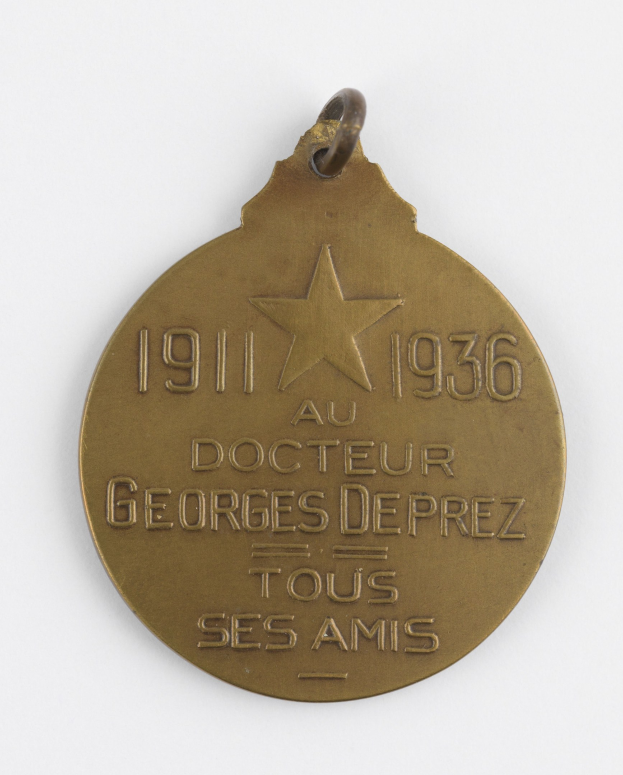 1911 1936
AU
DOCTEUR
GEORGES DEPREZ
TOUS
SES AMIS